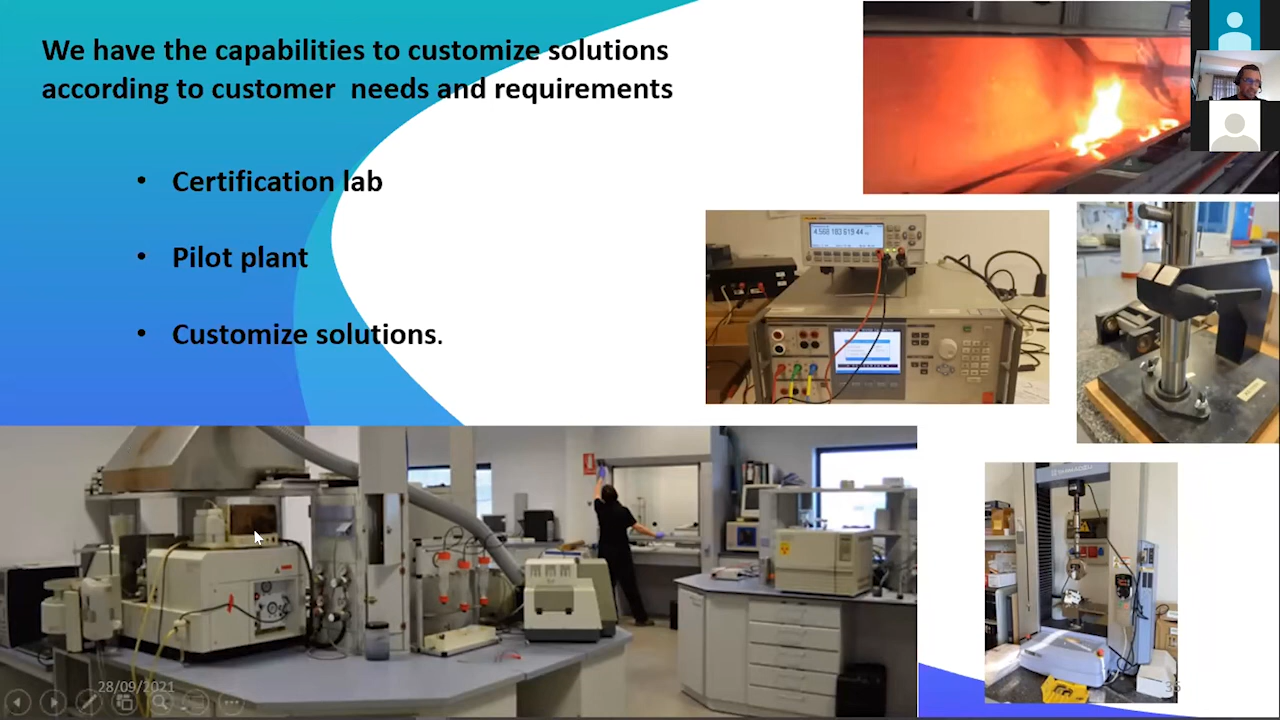 We have the capabilities to customize solutions
according to customer needs and requirements
• Certification lab
• Pilot plant
• Customize solutions.
28/09/2021